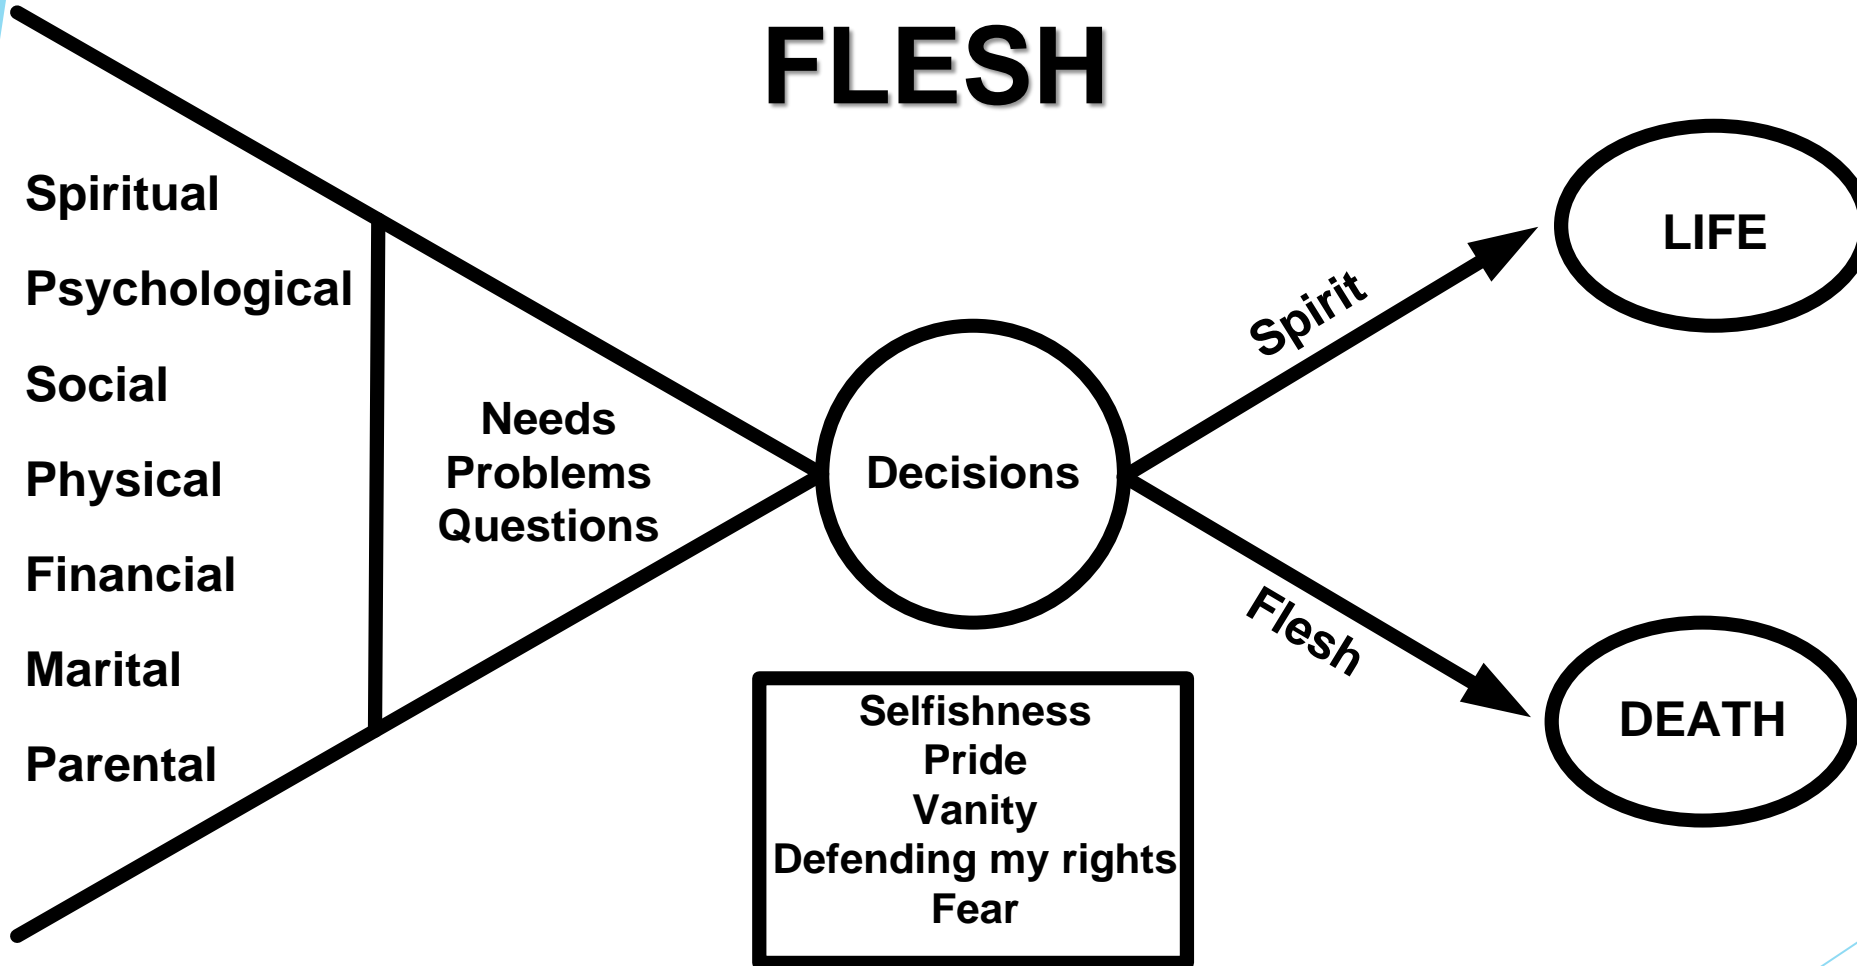 FLESH
Spiritual
Psychological
Social
Physical
Financial
Marital
Parental
Needs
Problems
Questions
Decisions
Spirit
LIFE
Flesh
DEATH
Selfishness
Pride
Vanity
Defending my rights
Fear